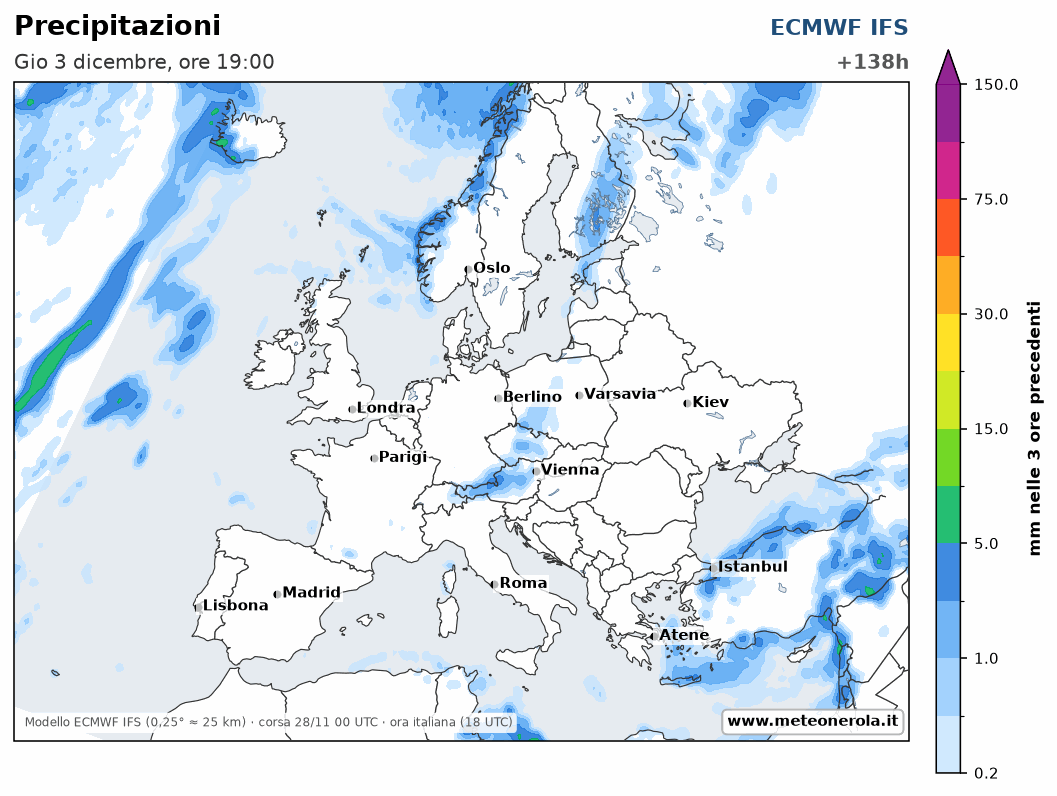 Precipitazioni
ECMWF IFS
Gio 3 dicembre, ore 19:00
+138h
150.0
75.0
30.0
15.0
5.0
1.0
0.2
mm nelle 3 ore precedenti
Oslo
Berlino
Varsavia
Kiev
Londra
Parigi
Vienna
Istanbul
Roma
Madrid
Lisbona
Atene
Modello ECMWF IFS (0,25° ≈ 25 km) · corsa 28/11 00 UTC · ora italiana (18 UTC)
www.meteonerola.it